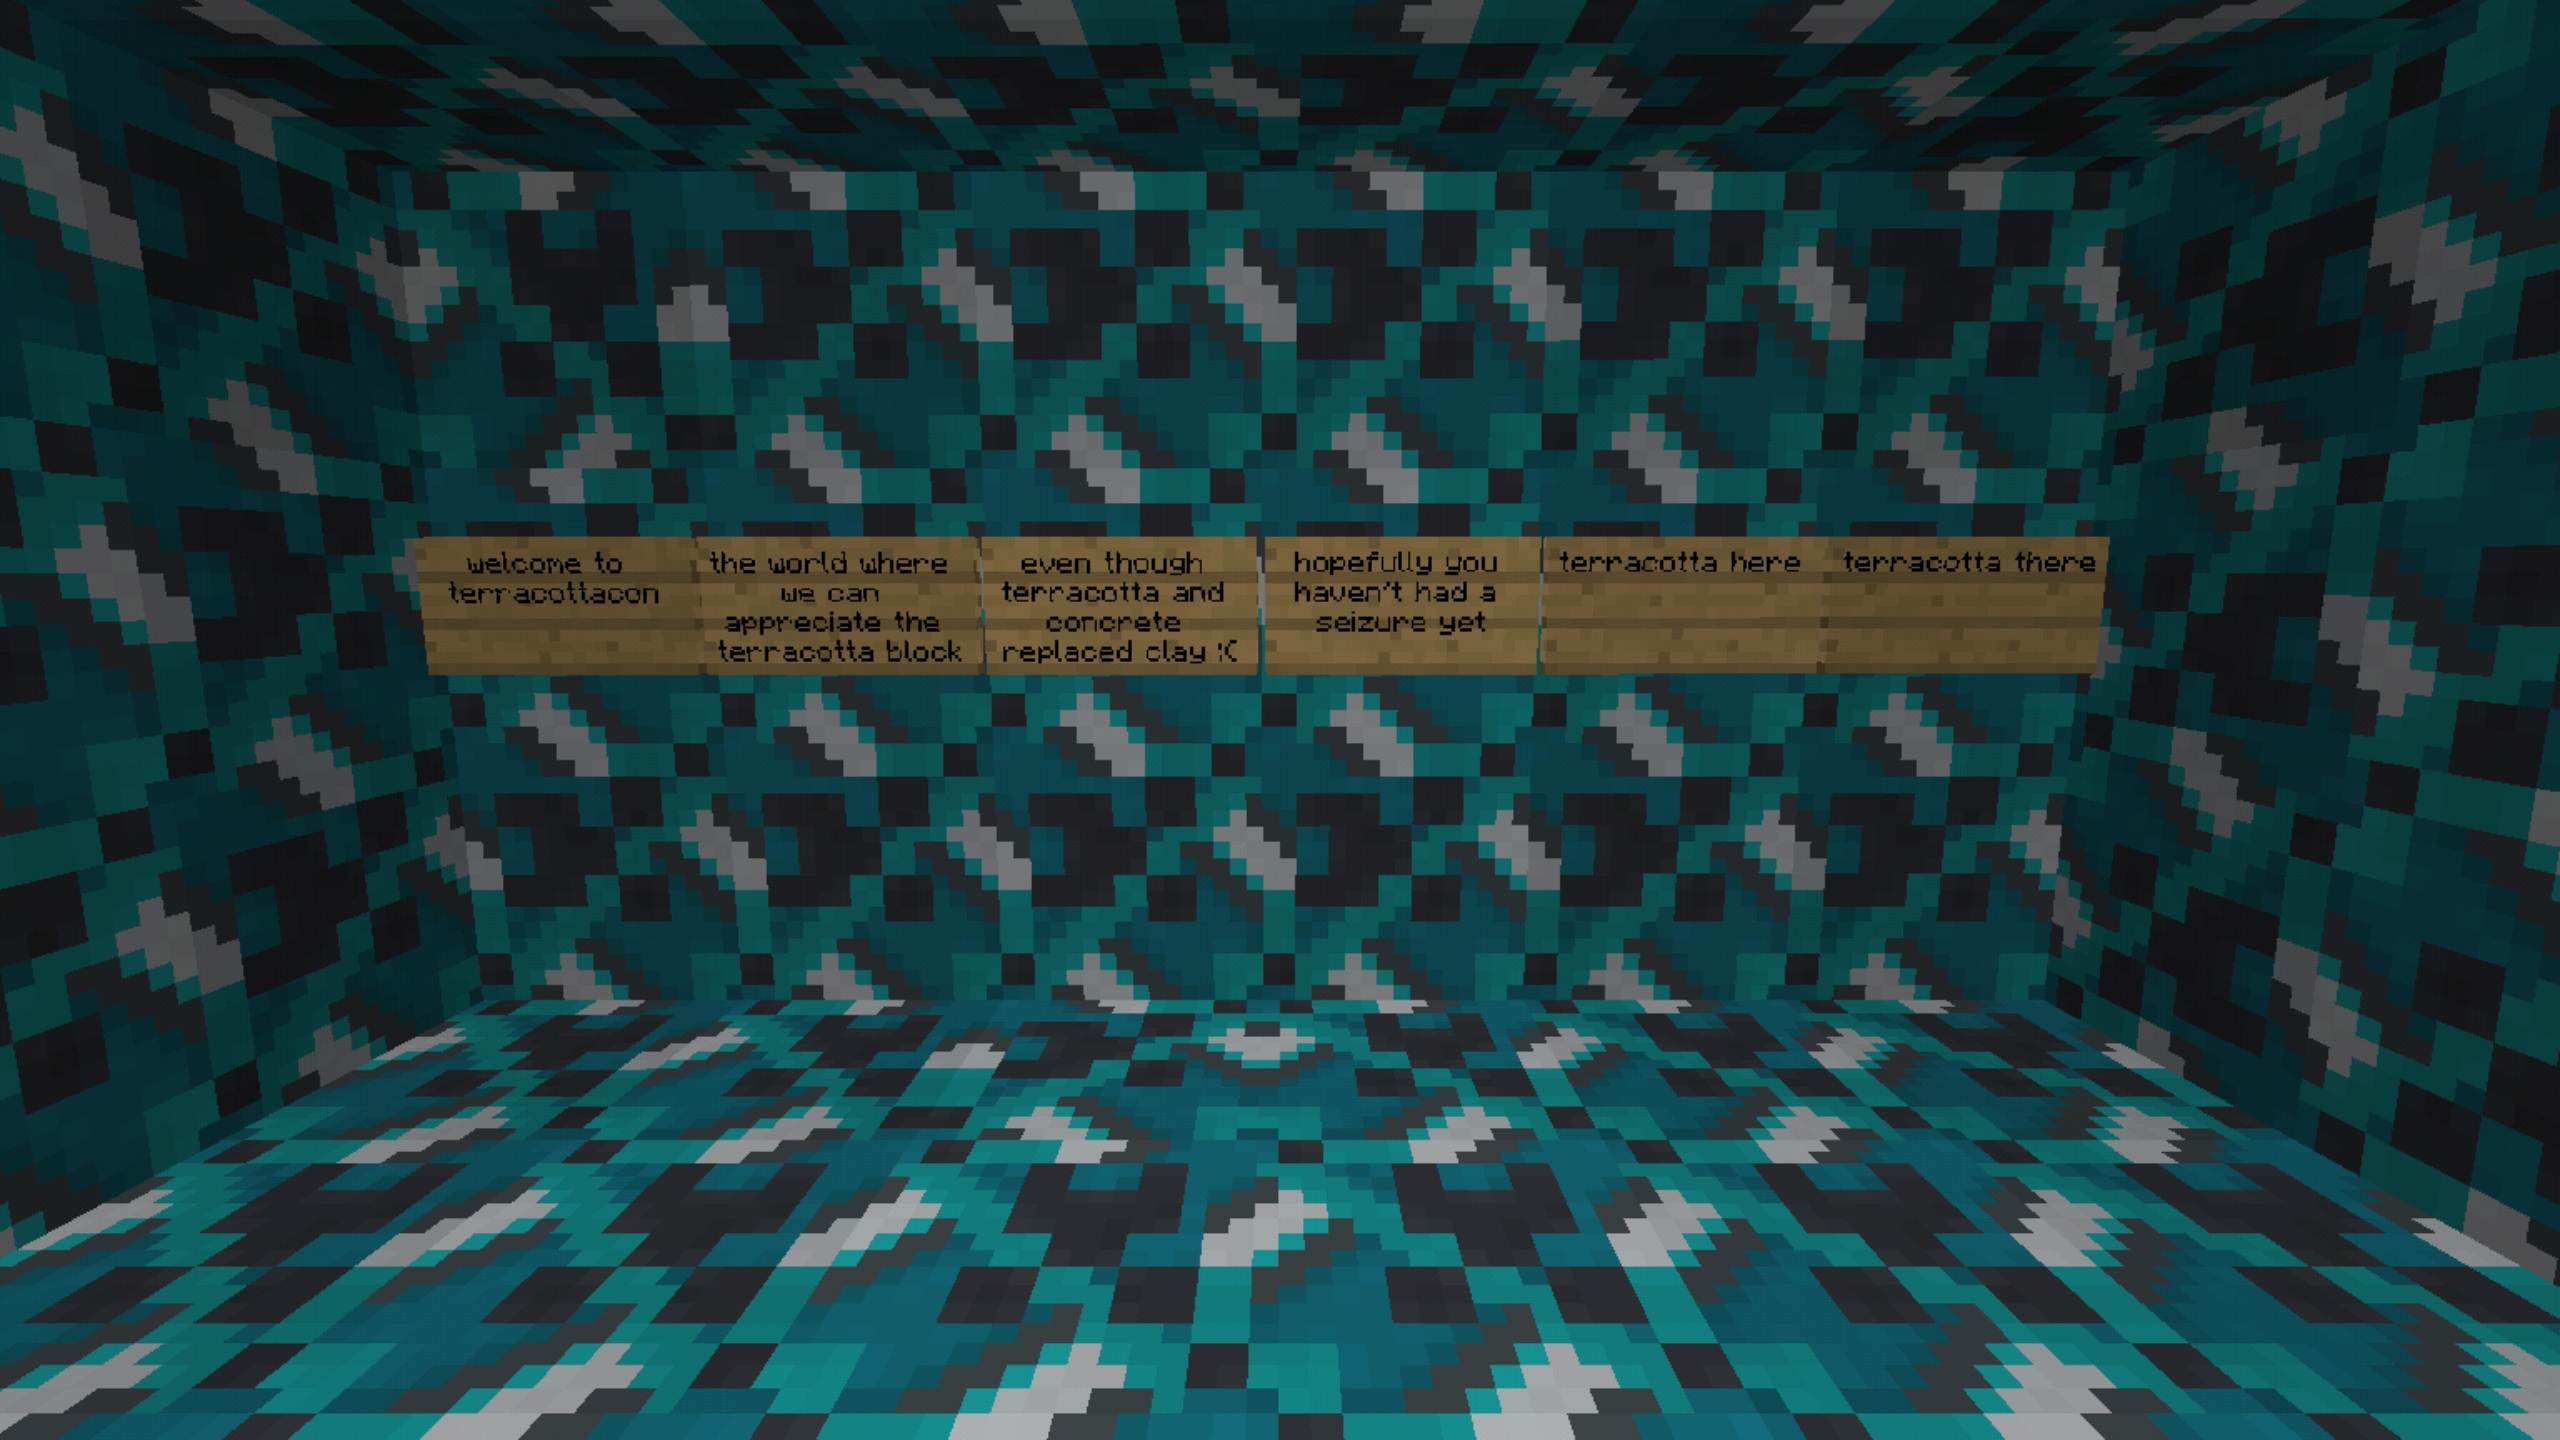 welcome to
terracottacon
the world where
we can
appreciate the
terracotta block
even though
terracotta and
concrete
replaced clay :(
hopefully you
haven't had a
seizure yet
terracotta here
terracotta there